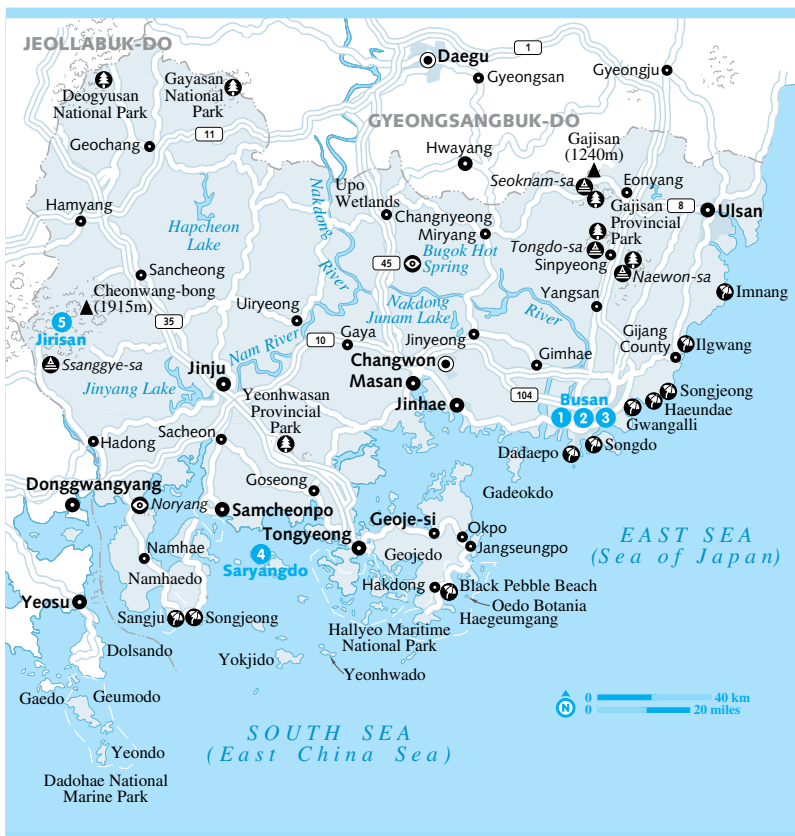 JEOLLABUK-DO
Daegu
1
Gyeongsan
Gyeongju
Deogyusan
National Park
Gayasan
National
Park
11
GYEONGSANGBUK-DO
Geochang
Hwayang
Gajisan
(1240m)
Seoknam-sa
Eonyang
Upo
Wetlands
Nakdong
River
Hamyang
Hapcheon
Lake
Changnyeong
Miryang
Gajisan
Provincial
Park
8
Ulsan
45
Bugok Hot
Spring
Tongdo-sa
Sinpyeong
Naewon-sa
Sancheong
Cheonwang-bong
(1915m)
Imnang
Yangsan
35
Uiryeong
Nakdong
River
Junam Lake
5
Jirisan
Nam River
10
Gaya
Jinyeong
Gijang
County
Ilgwang
Ssanggye-sa
Changwon
Gimhae
Jinyang Lake
Jinju
Masan
104
Busan
1
2
3
Songjeong
Haeundae
Gwangalli
Jinhae
Yeonhwasan
Provincial
Park
Hadong
Sacheon
Dadaepo
Songdo
Goseong
Gadeokdo
Donggwangyang
Noryang
Samcheonpo
Geoje-si
Okpo
Jangseungpo
EAST SEA
(Sea of Japan)
Tongyeong
4
Saryangdo
Geojedo
Namhae
Namhaedo
Hakdong
Black Pebble Beach
Oedo Botania
Haegeumgang
Yeosu
Sangju
Songjeong
Hallyeo Maritime
National Park
Dolsando
Yokjido
Yeonhwado
Gaedo
Geumodo
N
0
40 km
0
20 miles
SOUTH SEA
(East China Sea)
Yeondo
Dadohae National
Marine Park